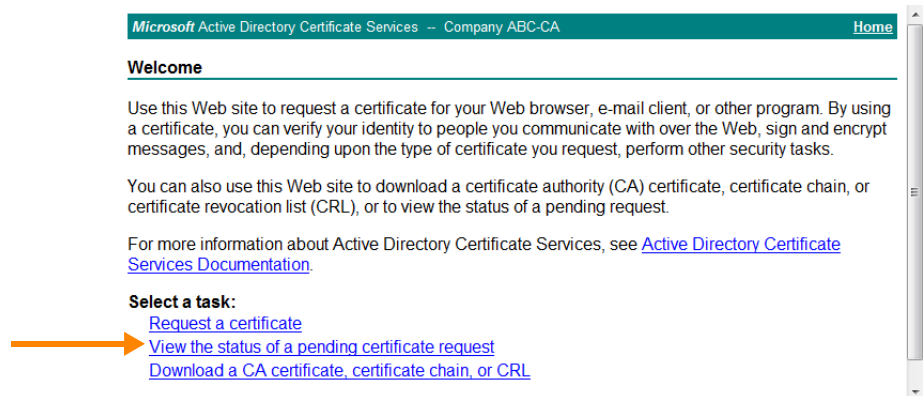 Microsoft Active Directory Certificate Services -- Company ABC-CA Home
Welcome
Use this Web site to request a certificate for your Web browser, e-mail client, or other program. By using
a certificate, you can verify your identity to people you communicate with over the Web, sign and encrypt
messages, and, depending upon the type of certificate you request, perform other security tasks.
You can also use this Web site to download a certificate authority (CA) certificate, certificate chain, or
certificate revocation list (CRL), or to view the status of a pending request.
For more information about Active Directory Certificate Services, see Active Directory Certificate
Services Documentation.
Select a task:
Request a certificate
View the status of a pending certificate request
Download a CA certificate, certificate chain, or CRL